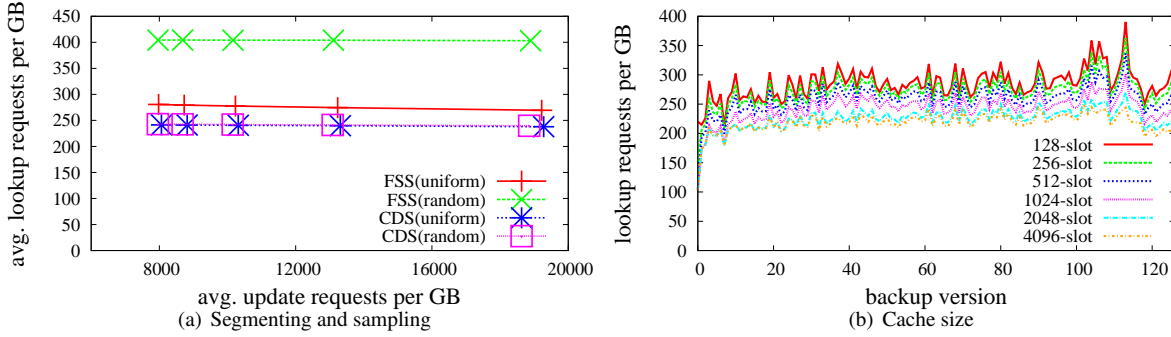 avg. lookup requests per GB
450
400
350
300
250
200
150
100
50
0
FSS(uniform)
FSS(random)
CDS(uniform)
CDS(random)
8000 12000 16000 20000
avg. update requests per GB
(a) Segmenting and sampling
lookup requests per GB
400
350
300
250
200
150
100
50
0
128-slot
256-slot
512-slot
1024-slot
2048-slot
4096-slot
0 20 40 60 80 100 120
backup version
(b) Cache size